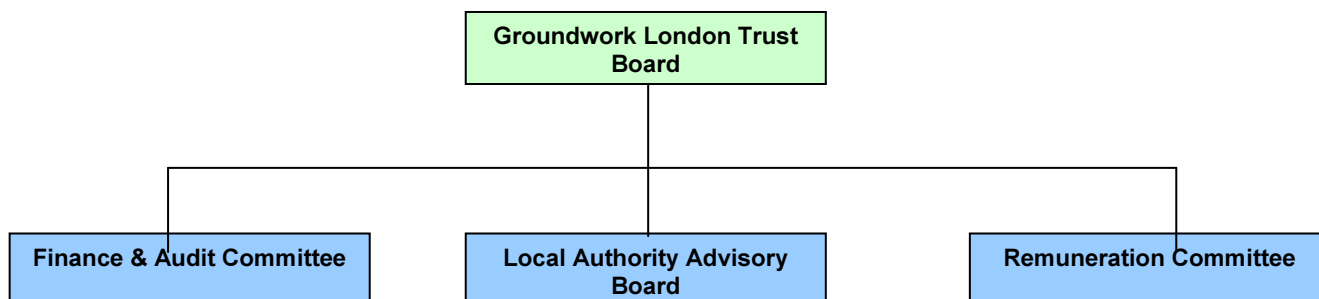 Groundwork London Trust
Board
Finance & Audit Committee
Local Authority Advisory
Board
Remuneration Committee